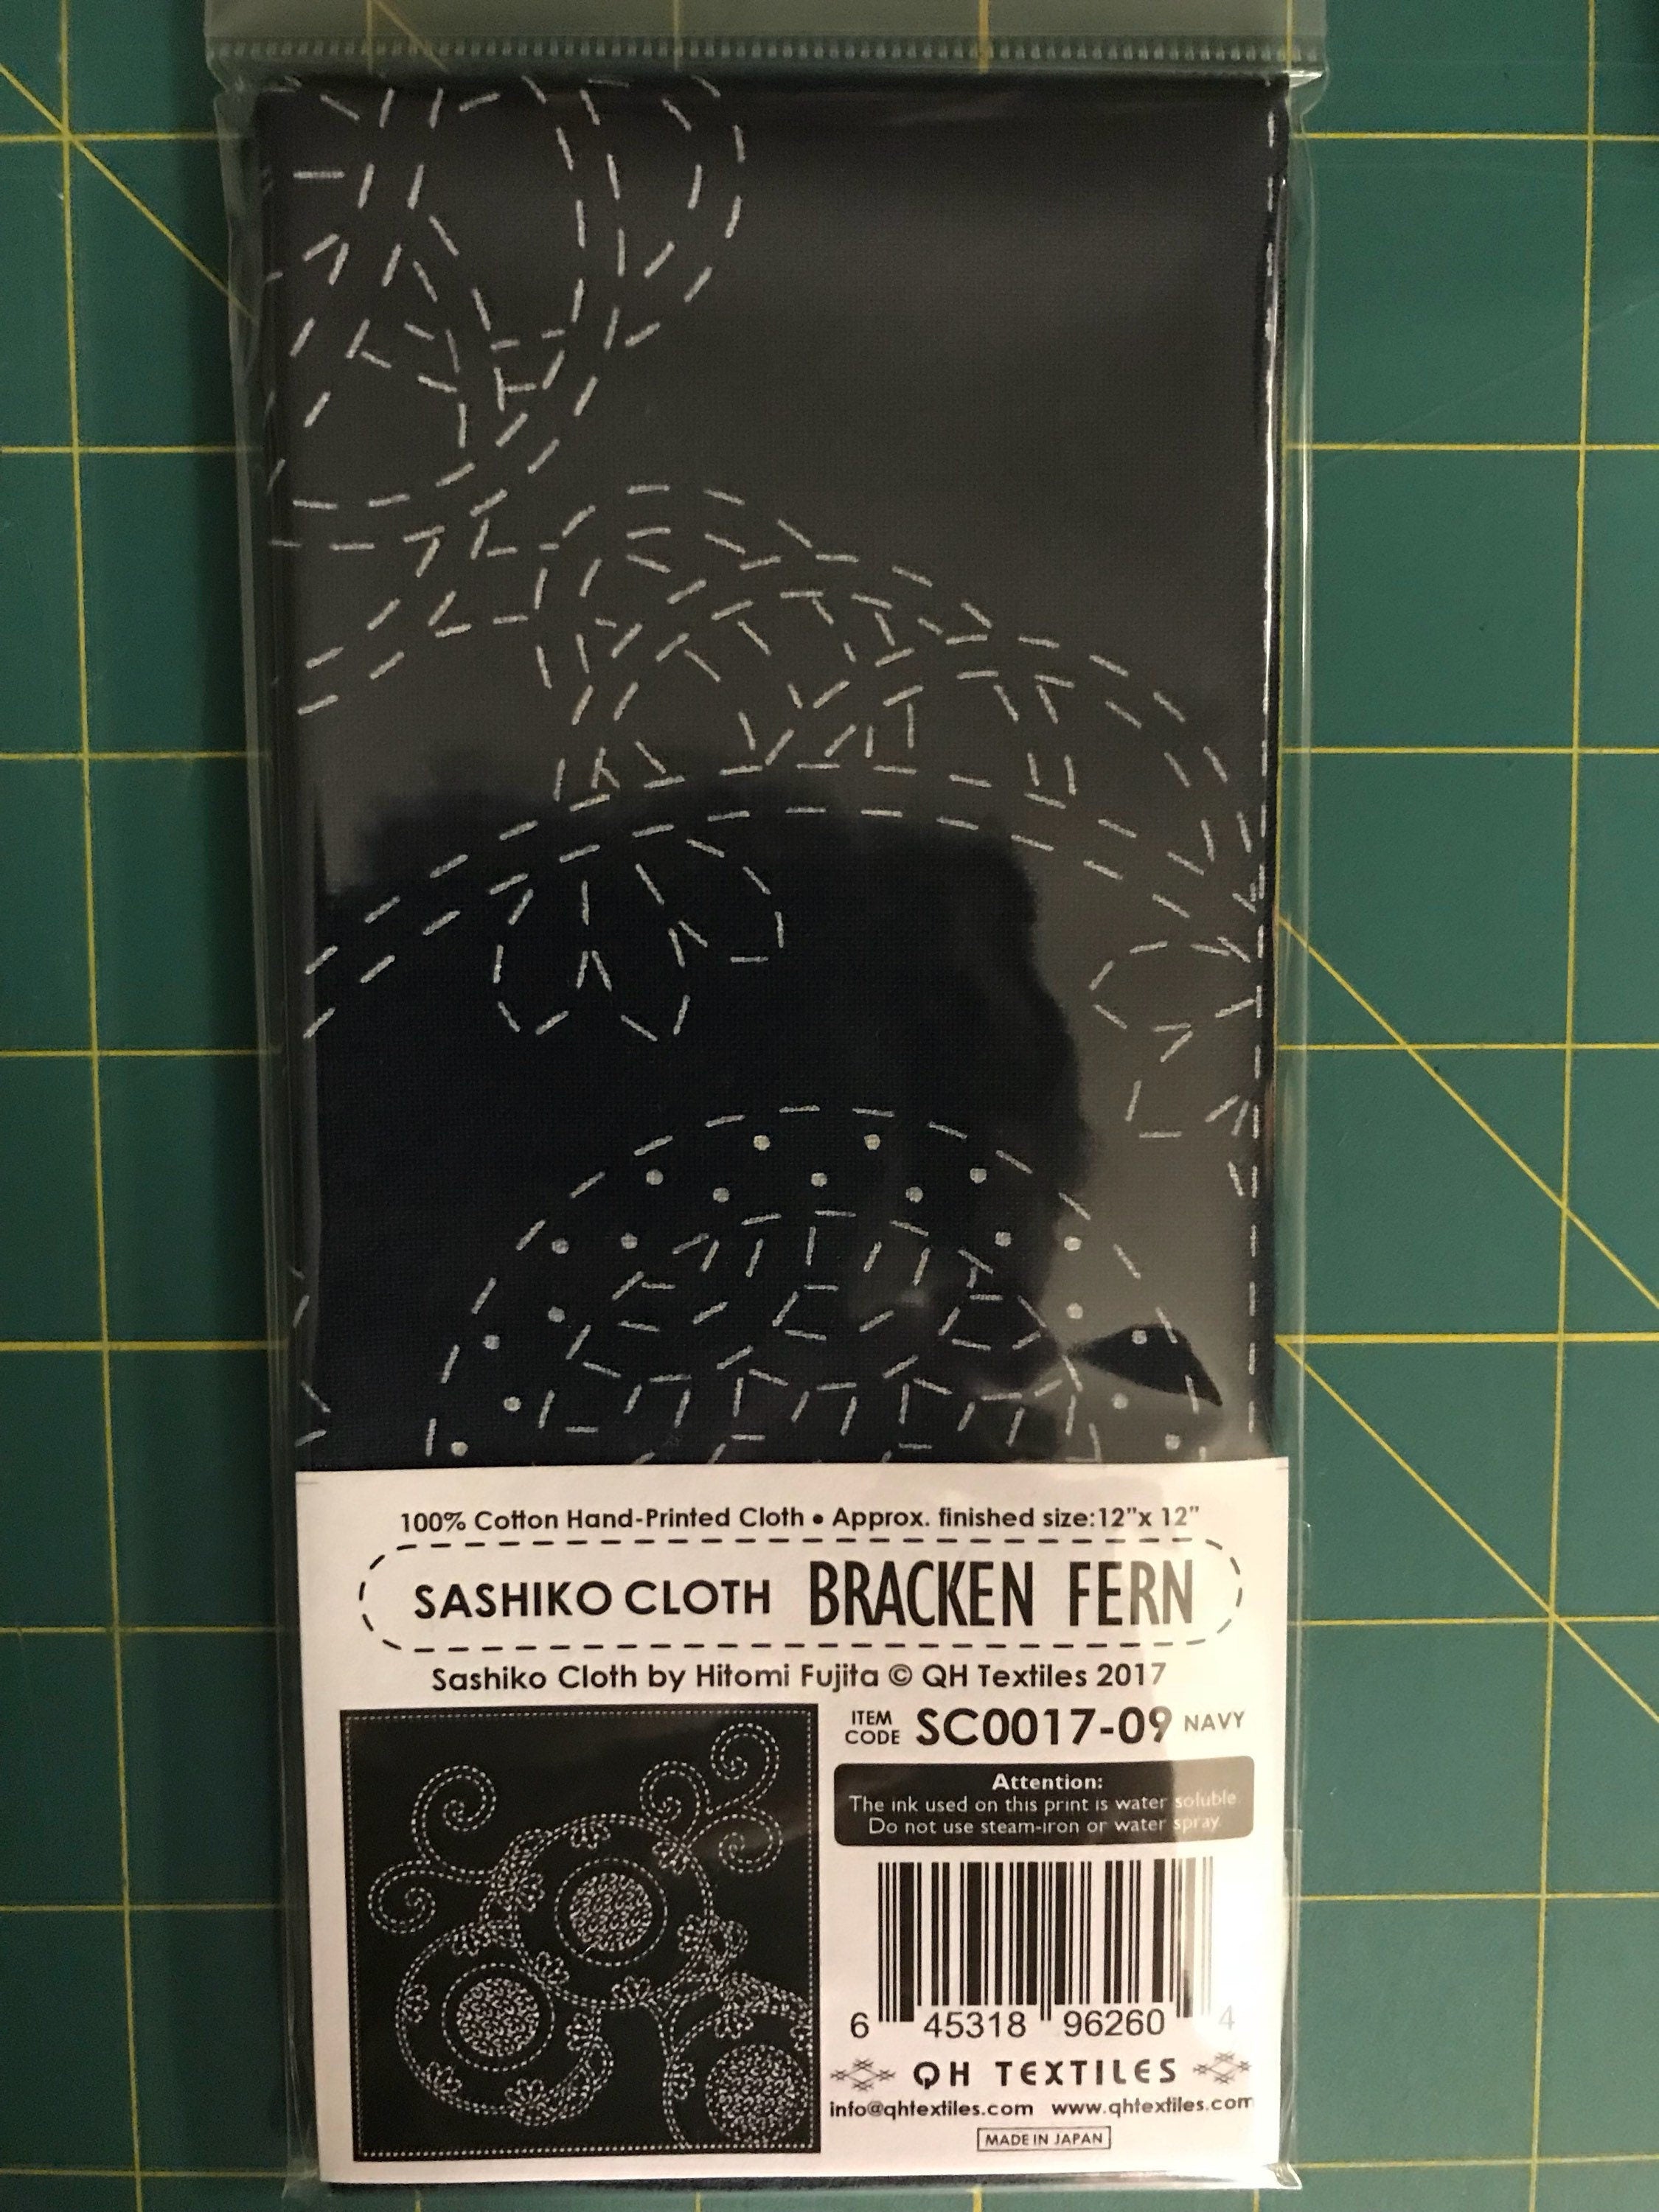 100% Cotton Hand-Printed Cloth • Approx. finished size:12"x 12"
SASHIKO CLOTH BRACKEN FERN
Sashiko Cloth by Hitomi Fujita © QH Textiles 2017
ITEM CODE SC0017-09 NAVY
Attention:
The ink used on this print is water soluble.
Do not use steam-iron or water spray.
6 45318 96260 4
QH TEXTILES
info@qhtextiles.com www.qhtextiles.com
MADE IN JAPAN